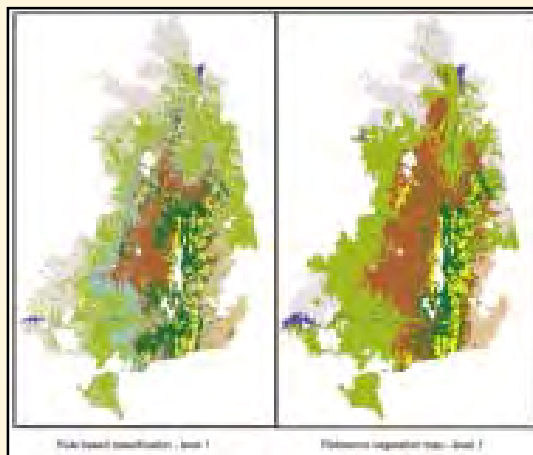 Rule based classification - level 1
Reference vegetation map - level 1